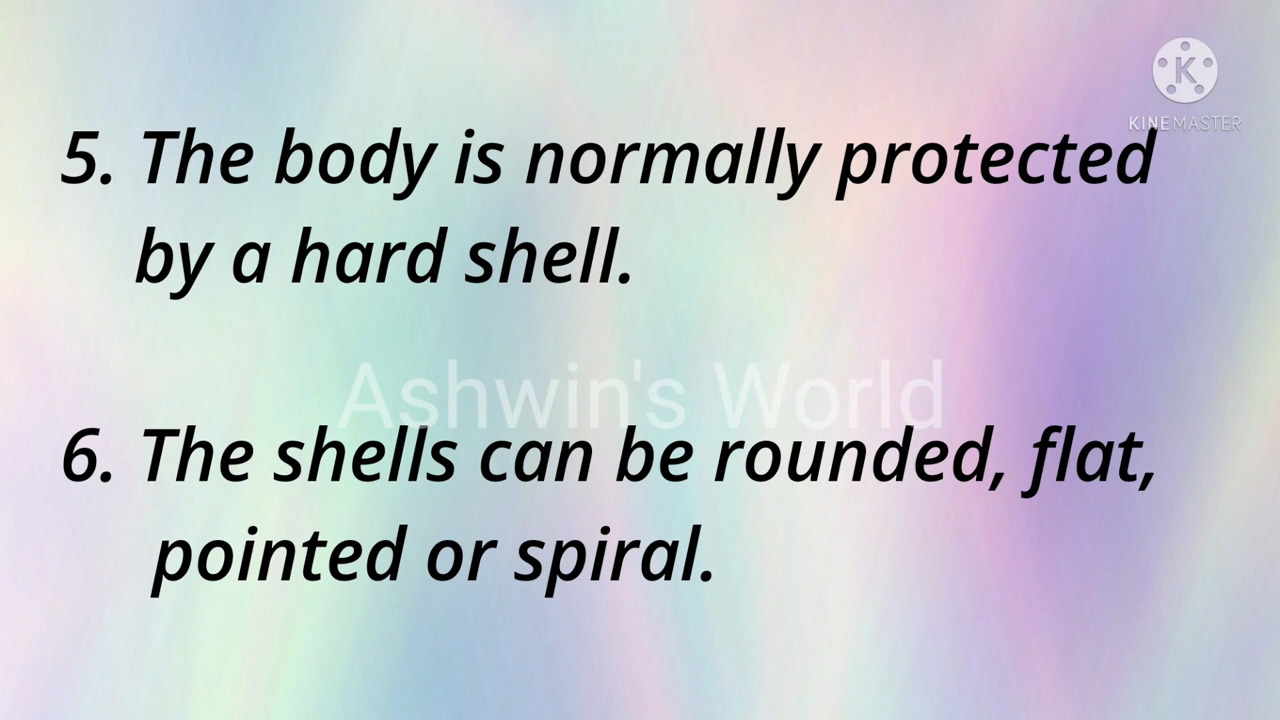 KINEMASTER
5. The body is normally protected
by a hard shell.
Ashwin's World
6. The shells can be rounded, flat,
pointed or spiral.